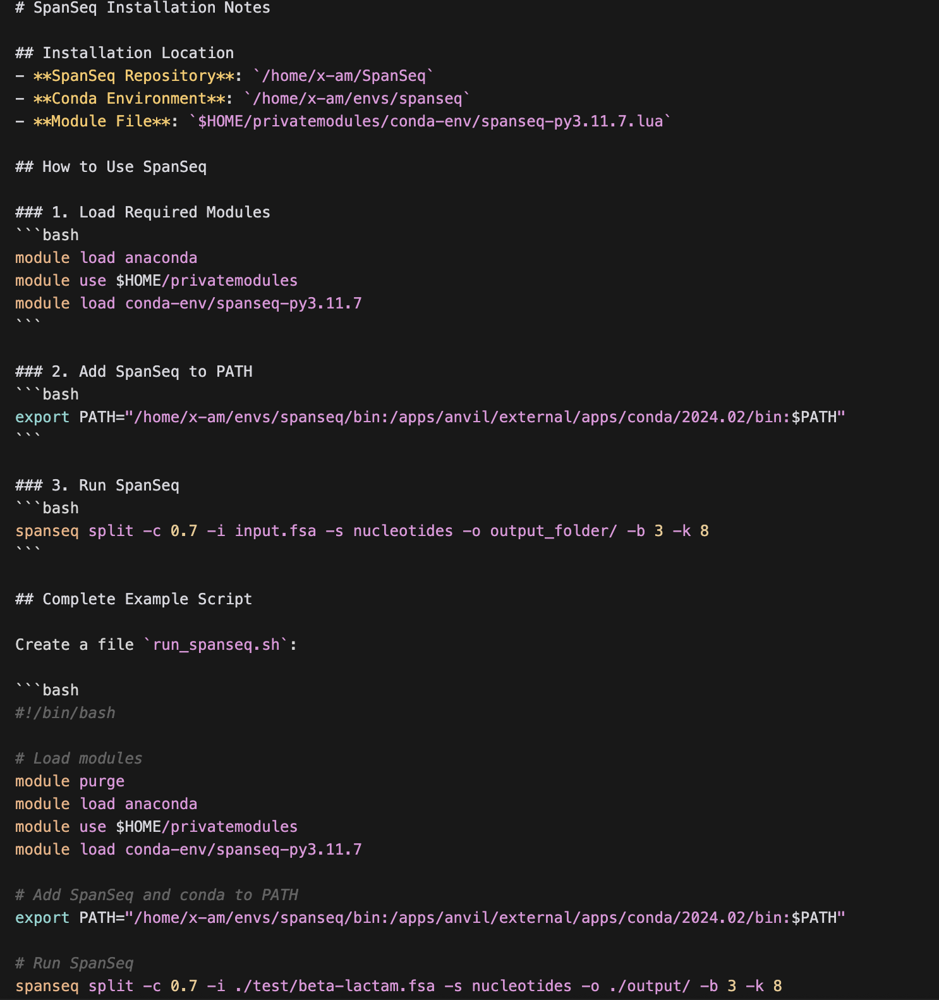 # SpanSeq Installation Notes
## Installation Location
- **SpanSeq Repository**: `/home/x-am/SpanSeq`
- **Conda Environment**: `/home/x-am/envs/spanseq`
- **Module File**: `$HOME/privatemodules/conda-env/spanseq-py3.11.7.lua`
## How to Use SpanSeq
### 1. Load Required Modules
```bash
module load anaconda
module use $HOME/privatemodules
module load conda-env/spanseq-py3.11.7
```
### 2. Add SpanSeq to PATH
```bash
export PATH="/home/x-am/envs/spanseq/bin:/apps/anvil/external/apps/conda/2024.02/bin:$PATH"
```
### 3. Run SpanSeq
```bash
spanseq split -c 0.7 -i input.fsa -s nucleotides -o output_folder/ -b 3 -k 8
```
## Complete Example Script
Create a file `run_spanseq.sh`:
```bash
#!/bin/bash
# Load modules
module purge
module load anaconda
module use $HOME/privatemodules
module load conda-env/spanseq-py3.11.7
# Add SpanSeq and conda to PATH
export PATH="/home/x-am/envs/spanseq/bin:/apps/anvil/external/apps/conda/2024.02/bin:$PATH"
# Run SpanSeq
spanseq split -c 0.7 -i ./test/beta-lactam.fsa -s nucleotides -o ./output/ -b 3 -k 8